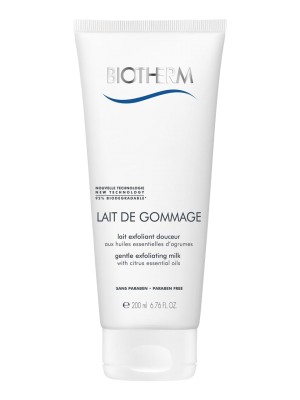 BIOTHERM
NOUVELLE TECHNOLOGIE
NEW TECHNOLOGY
95% BIODEGRADABLE*
LAIT DE GOMMAGE
lait exfoliant douceur
aux huiles essentielles d'agrumes
gentle exfoliating milk
with citrus essential oils
SANS PARABEN - PARABEN FREE
℮ 200 ml 6.76 FL.OZ.